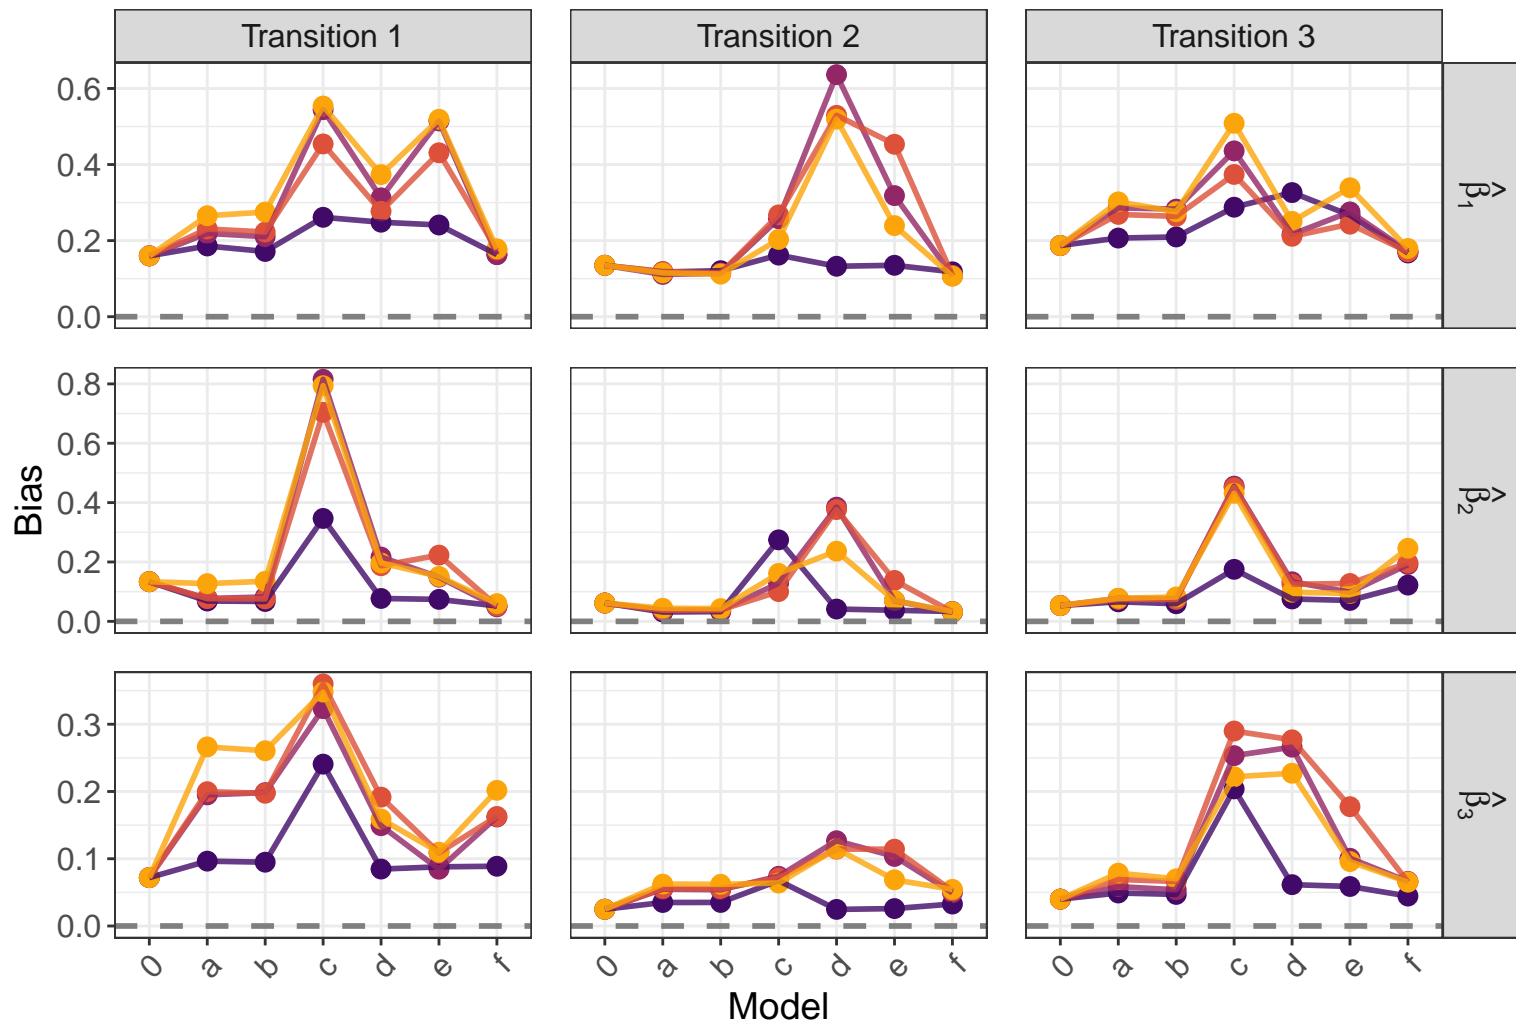 Transition 1 Transition 2 Transition 3
Bias
0.6
0.4
0.2
0.0
β̂1
0.8
0.6
0.4
0.2
0.0
β̂2
0.3
0.2
0.1
0.0
β̂3
0 a b c d e f 0 a b c d e f 0 a b c d e f
Model